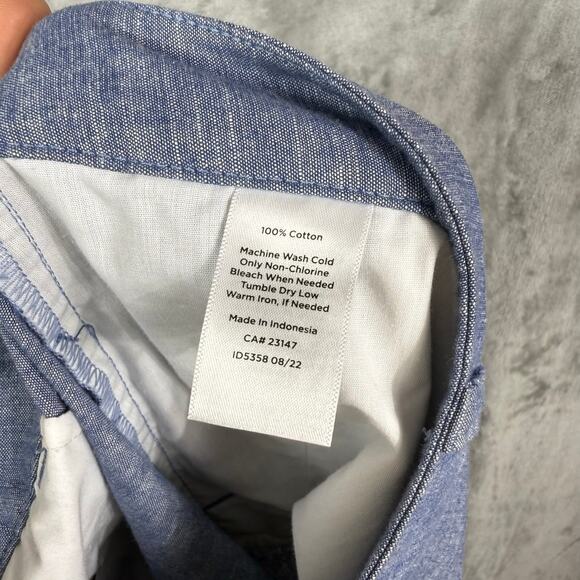 100% Cotton
Machine Wash Cold
Only Non-Chlorine
Bleach When Needed
Tumble Dry Low
Warm Iron, If Needed
Made In Indonesia
CA# 23147
ID5358 08/22